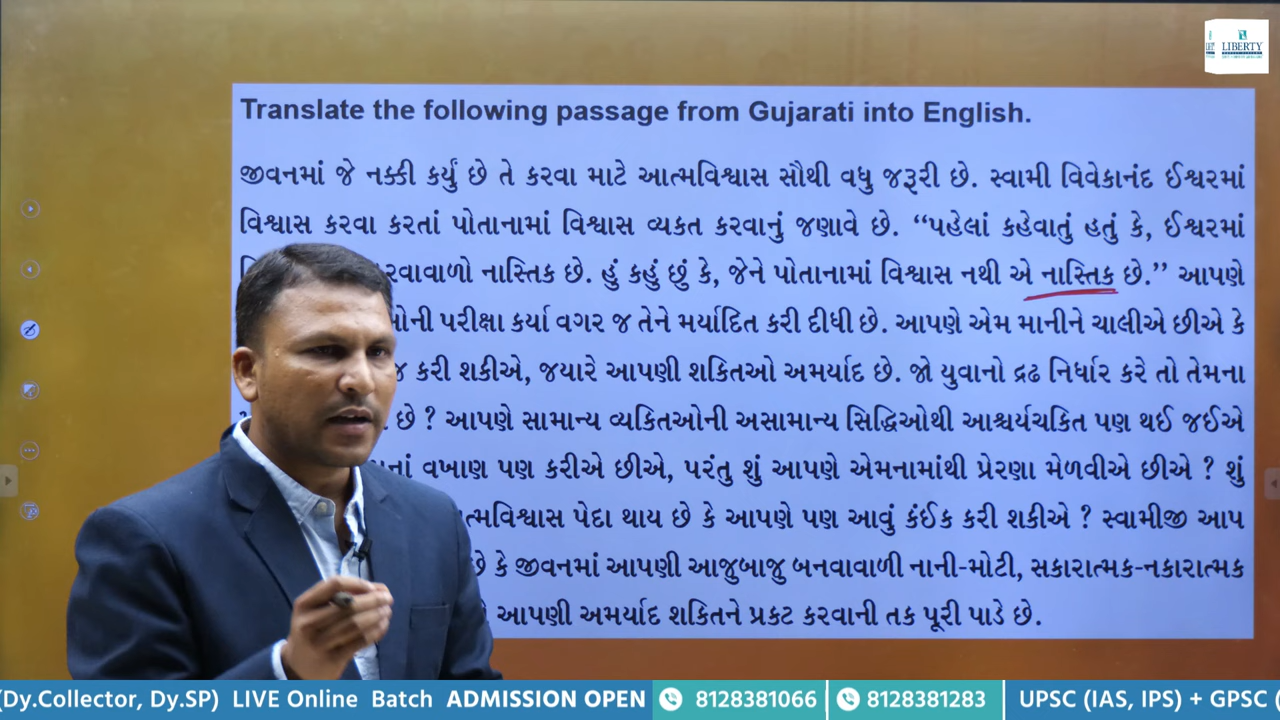 LIBERTY
Translate the following passage from Gujarati into English.
જીવનમાં જે નક્કી કર્યું છે તે કરવા માટે આત્મવિશ્વાસ સૌથી વધુ જરૂરી છે. સ્વામી વિવેકાનંદ ઈશ્વરમાં
વિશ્વાસ કરવા કરતાં પોતાનામાં વિશ્વાસ વ્યકત કરવાનું જણાવે છે. “પહેલાં કહેવાતું હતું કે, ઈશ્વરમાં
નાસ્તિક છે. હું કહું છું કે, જેને પોતાનામાં વિશ્વાસ નથી એ નાસ્તિક છે.” આપણે
પરીક્ષા કર્યા વગર જ તેને મર્યાદિત કરી દીધી છે. આપણે એમ માનીને ચાલીએ છીએ કે
જ કરી શકીએ, જયારે આપણી શકિતઓ અમર્યાદ છે. જો યુવાનો દ્રઢ નિર્ધાર કરે તો તેમના
છે ? આપણે સામાન્ય વ્યકિતઓની અસામાન્ય સિદ્ધિઓથી આશ્ચર્યચકિત પણ થઈ જઈએ
વખાણ પણ કરીએ છીએ, પરંતુ શું આપણે એમનામાંથી પ્રેરણા મેળવીએ છીએ ? શું
પેદા થાય છે કે આપણે પણ આવું કંઈક કરી શકીએ ? સ્વામીજી આપ
છે કે જીવનમાં આપણી આજુબાજુ બનવાવાળી નાની-મોટી, સકારાત્મક-નકારાત્મક
આપણી અમર્યાદ શકિતને પ્રકટ કરવાની તક પૂરી પાડે છે.
(Dy.Collector, Dy.SP) LIVE Online Batch ADMISSION OPEN 8128381066 8128381283 UPSC (IAS, IPS) + GPSC (